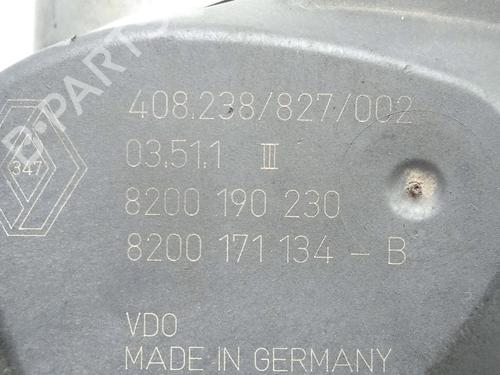 408.238/827/002
03.51.1 III
347
8200 190 230
8200 171 134 - B
VDO
MADE IN GERMANY
B-PARTS